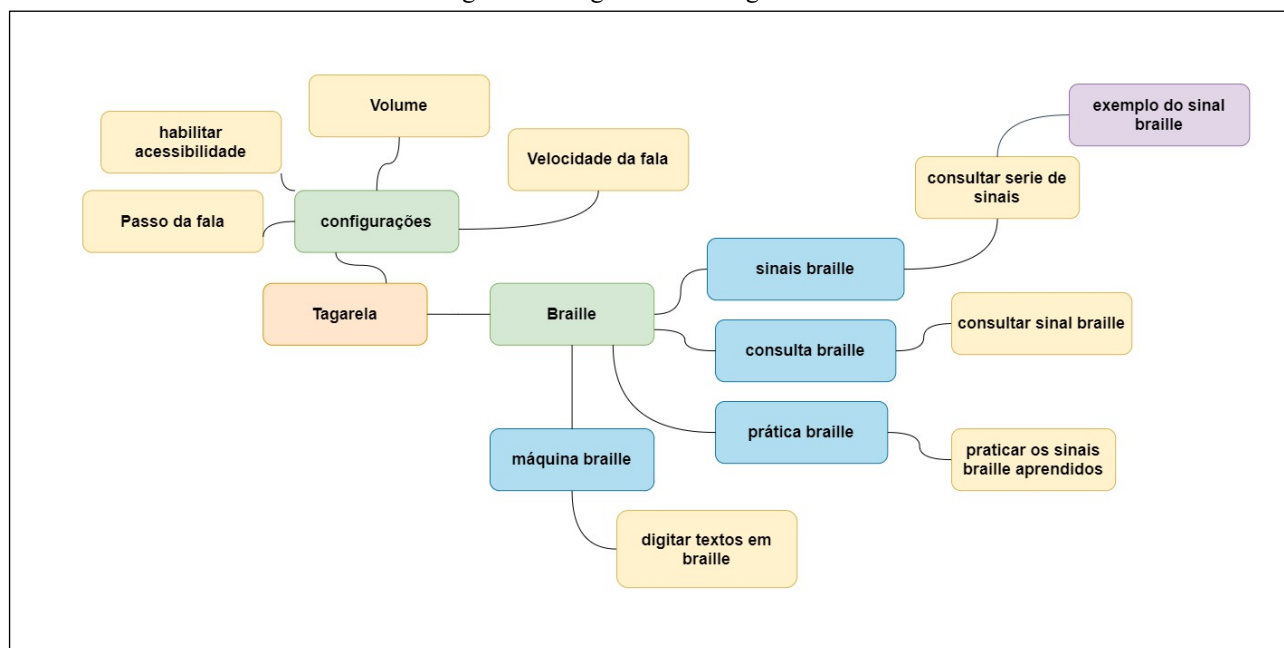 Volume
habilitar
acessibilidade
Velocidade da fala
exemplo do sinal
braille
consultar serie de
sinais
Passo da fala
configurações
sinais braille
Tagarela
Braille
consultar sinal braille
consulta braille
prática braille
praticar os sinais
braille aprendidos
máquina braille
digitar textos em
braille